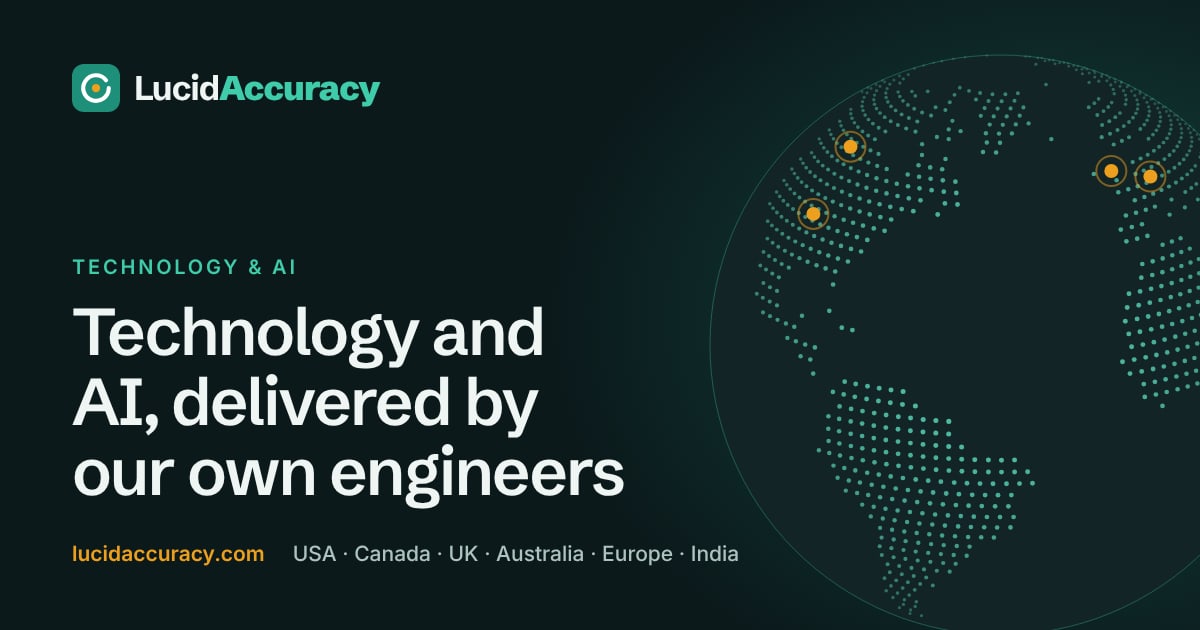 LucidAccuracy
TECHNOLOGY & AI
Technology and
AI, delivered by
our own engineers
lucidaccuracy.com USA · Canada · UK · Australia · Europe · India